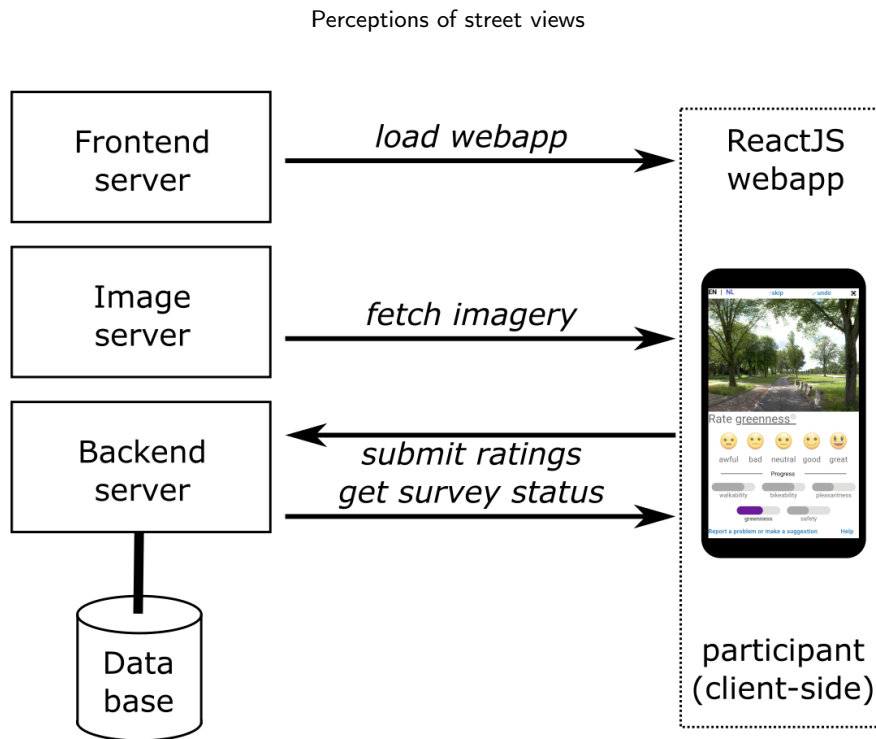 Perceptions of street views
Frontend
server
load webapp
ReactJS
webapp
Image
server
fetch imagery
Backend
server
submit ratings
get survey status
Data
base
EN | NL
skip
undo
Rate greenness
awful bad neutral good great
Progress
walkability bikeability pleasantness
greenness safety
Report a problem or make a suggestion Help
participant
(client-side)